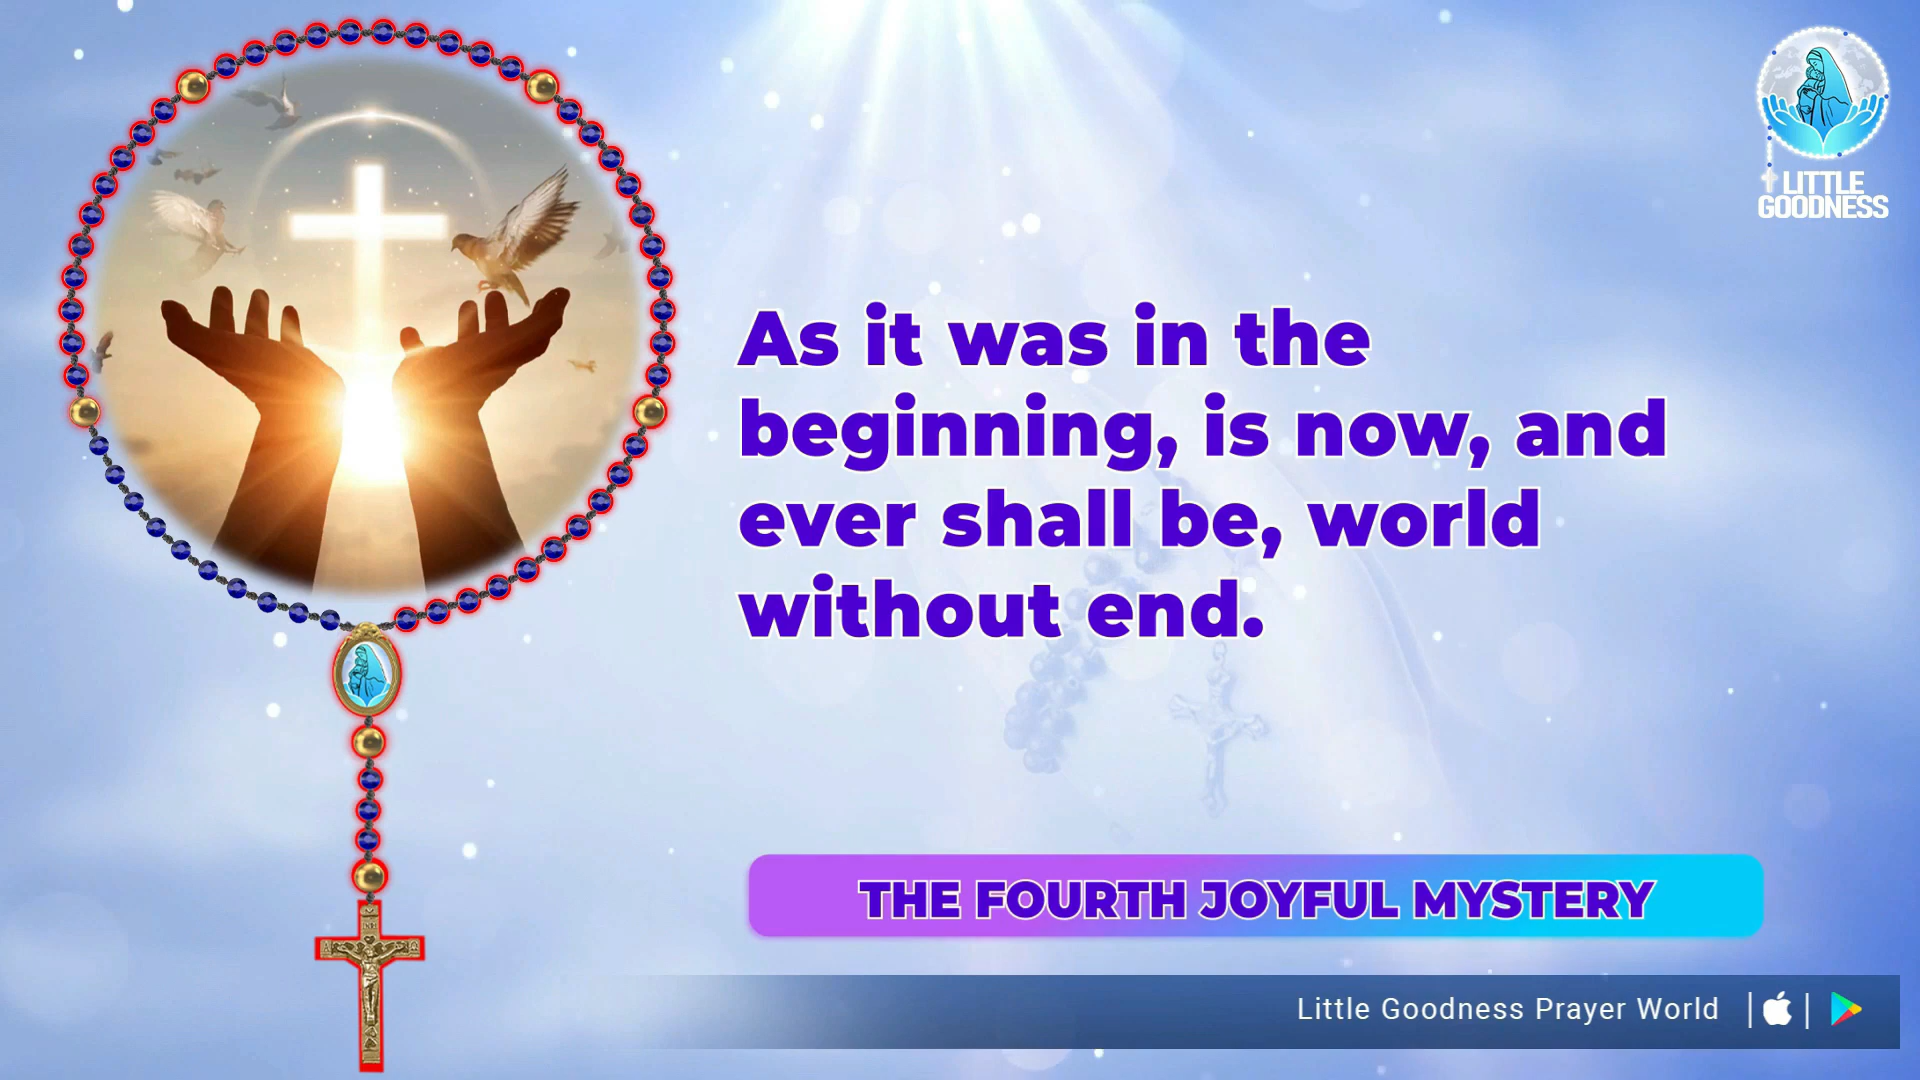 LITTLE
GOODNESS
As it was in the
beginning, is now, and
ever shall be, world
without end.
THE FOURTH JOYFUL MYSTERY
Little Goodness Prayer World